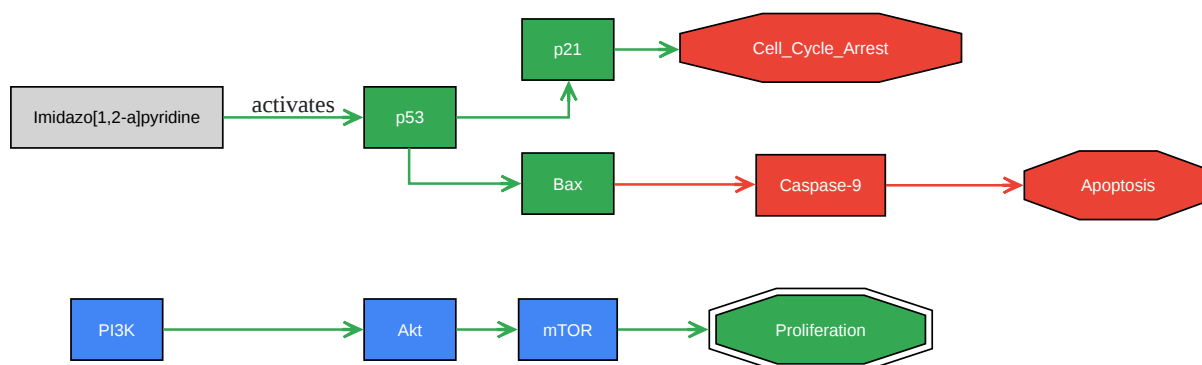 p21
Cell_Cycle_Arrest
Imidazo[1,2-a]pyridine
activates
p53
Bax
Caspase-9
Apoptosis
PI3K
Akt
mTOR
Proliferation